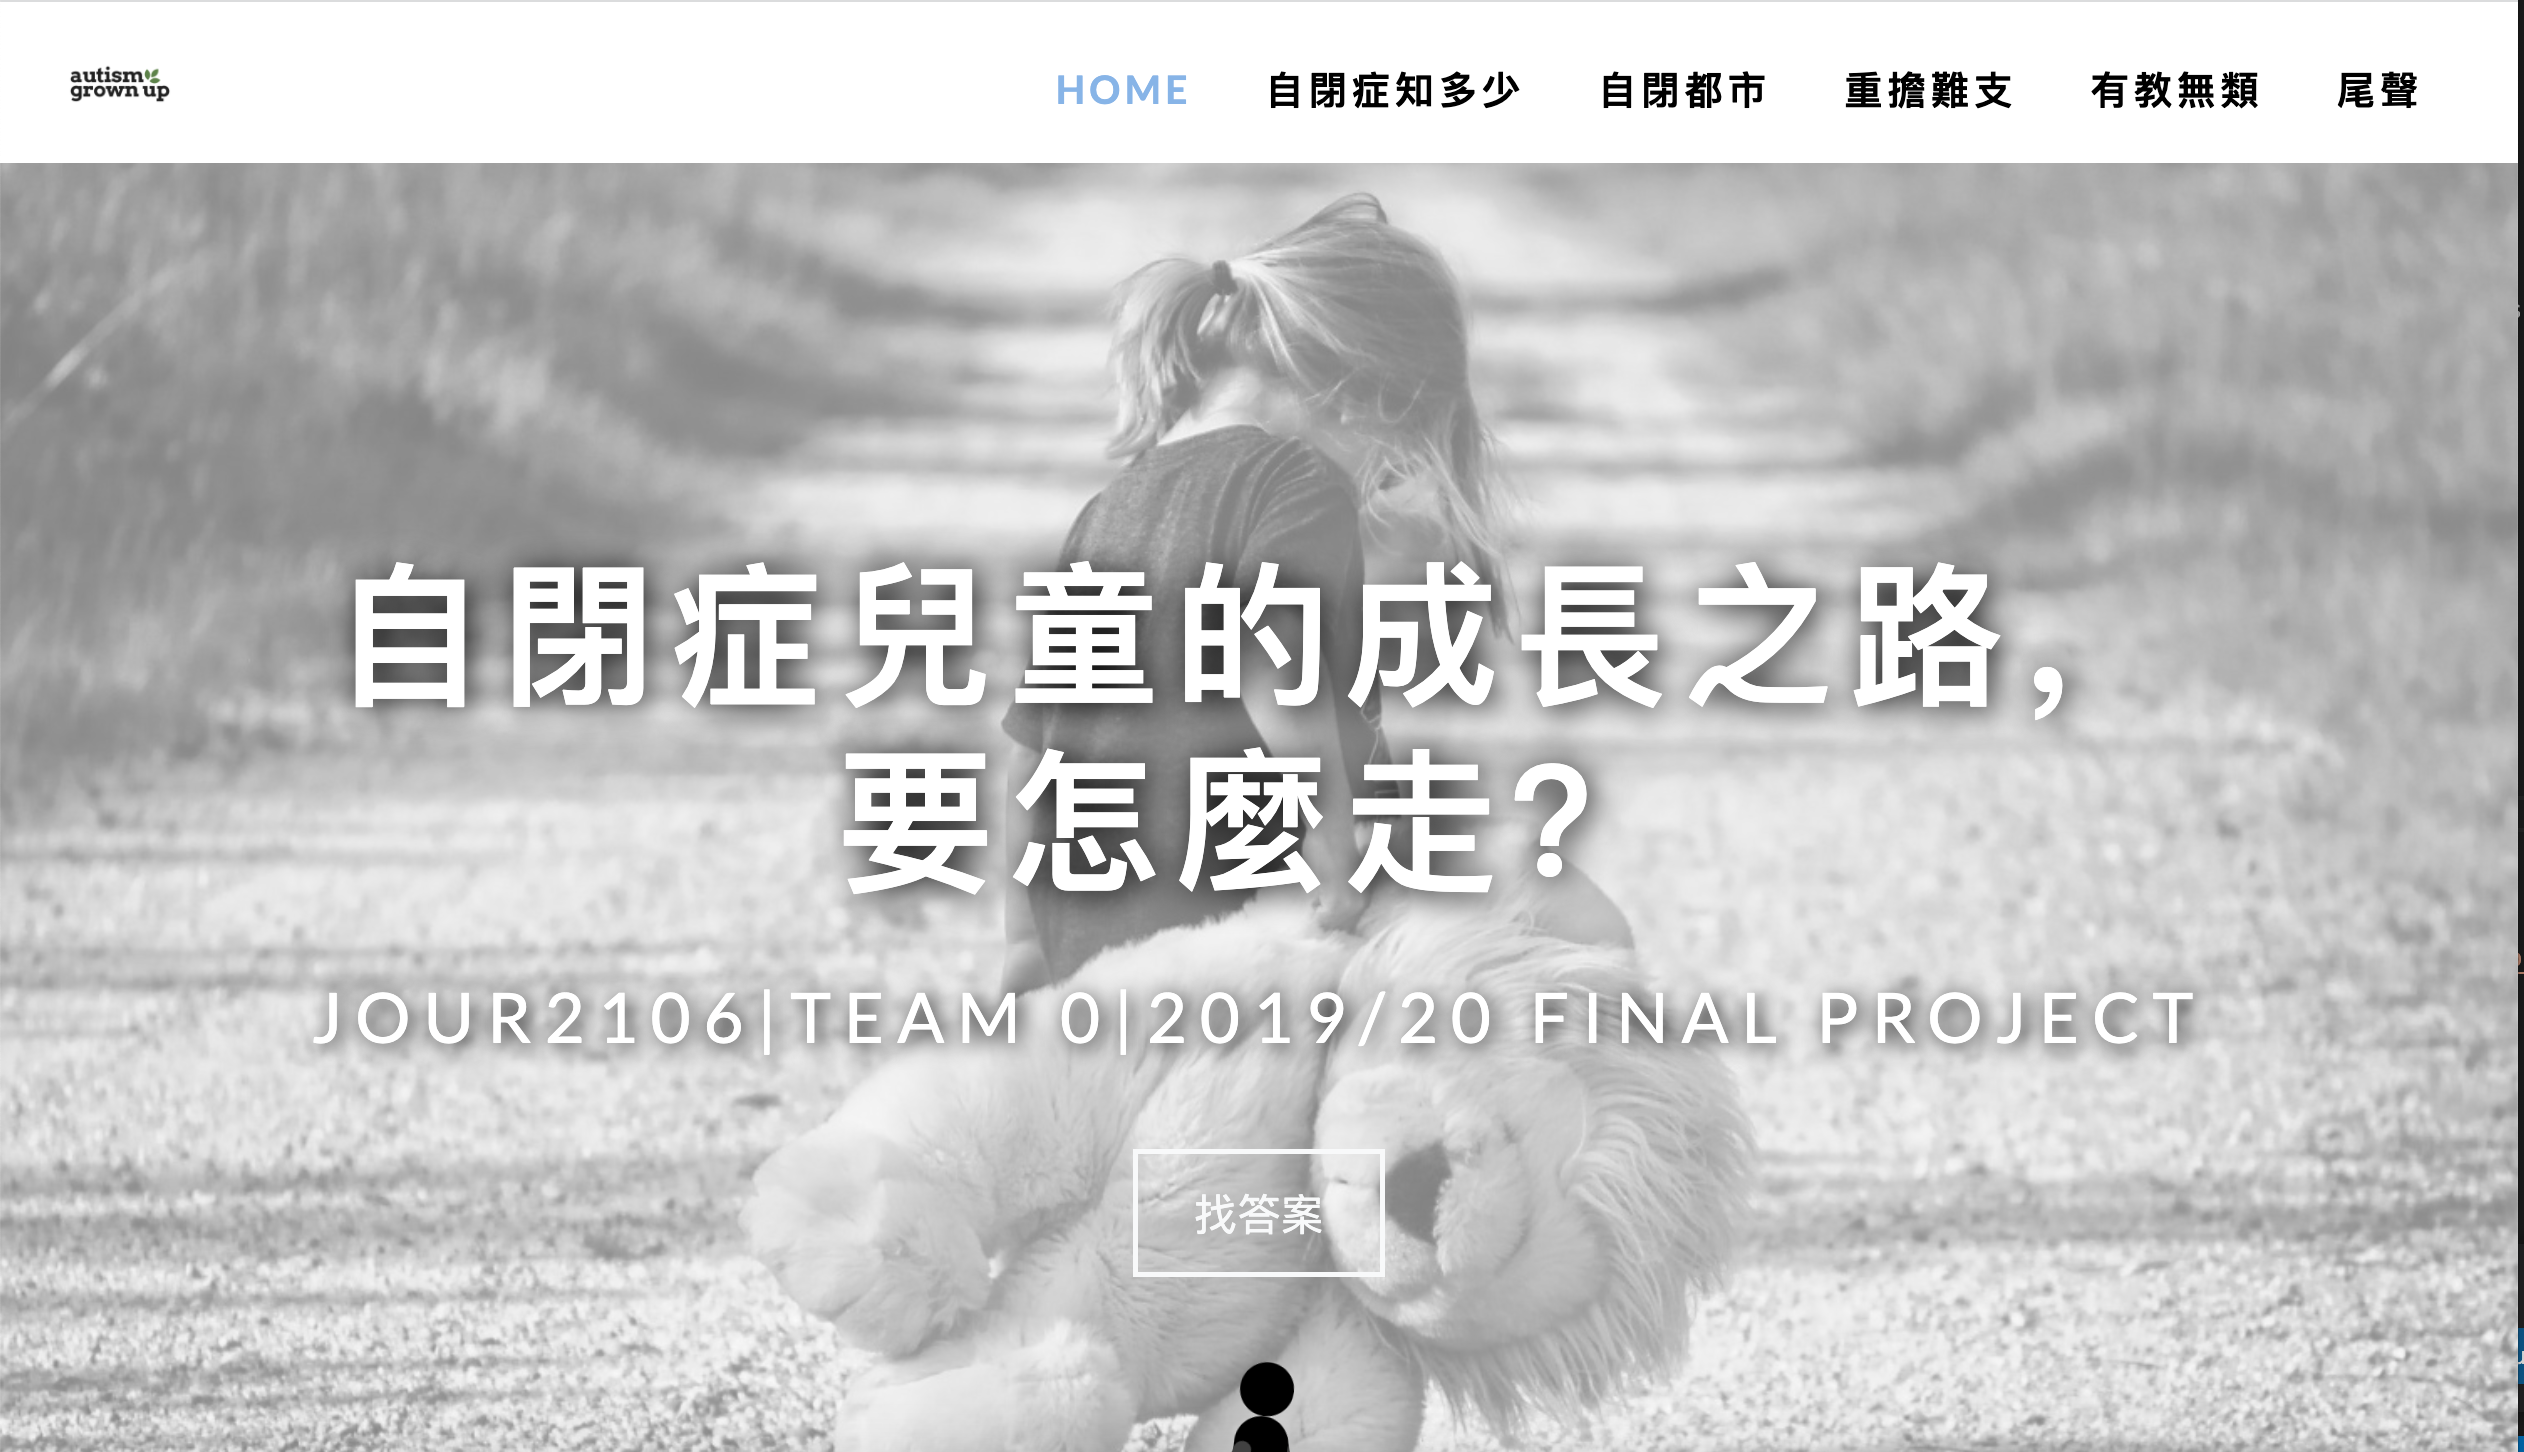 autism
grown up
HOME 自閉症知多少 自閉都市 重擔難支 有教無類 尾聲
自閉症兒童的成長之路,
要怎麼走?
JOUR2106|TEAM 0|2019/20 FINAL PROJECT
找答案